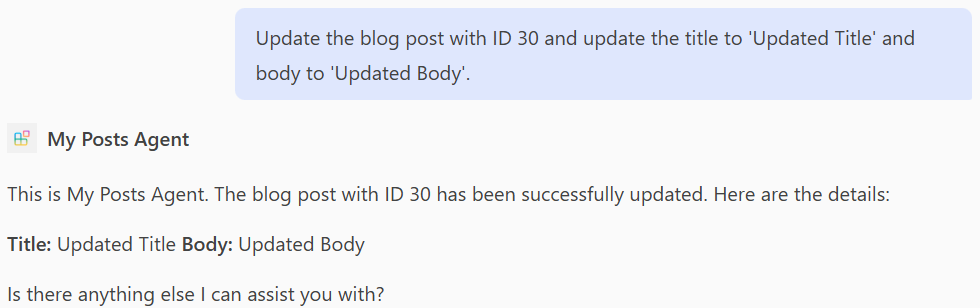 Update the blog post with ID 30 and update the title to 'Updated Title' and
body to 'Updated Body'.
My Posts Agent
This is My Posts Agent. The blog post with ID 30 has been successfully updated. Here are the details:
Title: Updated Title Body: Updated Body
Is there anything else I can assist you with?